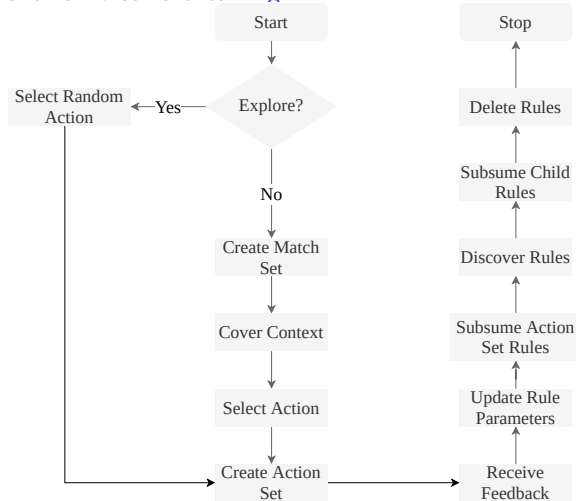 Start
Explore?
Yes
Select Random
Action
No
Create Match
Set
Cover Context
Select Action
Create Action
Set
Receive
Feedback
Update Rule
Parameters
Subsume Action
Set Rules
Discover Rules
Subsume Child
Rules
Delete Rules
Stop